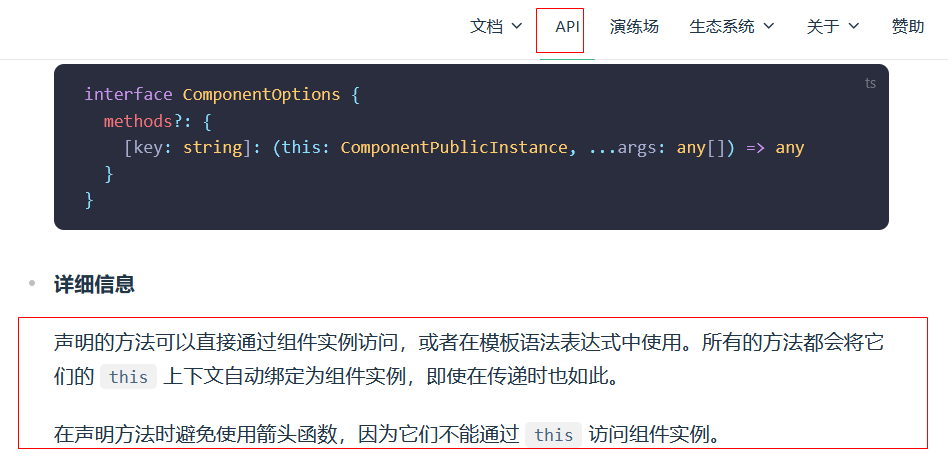 文档 API 演练场 生态系统 关于 赞助
ts
interface ComponentOptions {
methods?: {
[key: string]: (this: ComponentPublicInstance, ...args: any[]) => any
}
}
详细信息
声明的方法可以直接通过组件实例访问，或者在模板语法表达式中使用。所有的方法都会将它
们的 this 上下文自动绑定为组件实例，即使在传递时也如此。
在声明方法时避免使用箭头函数，因为它们不能通过 this 访问组件实例。